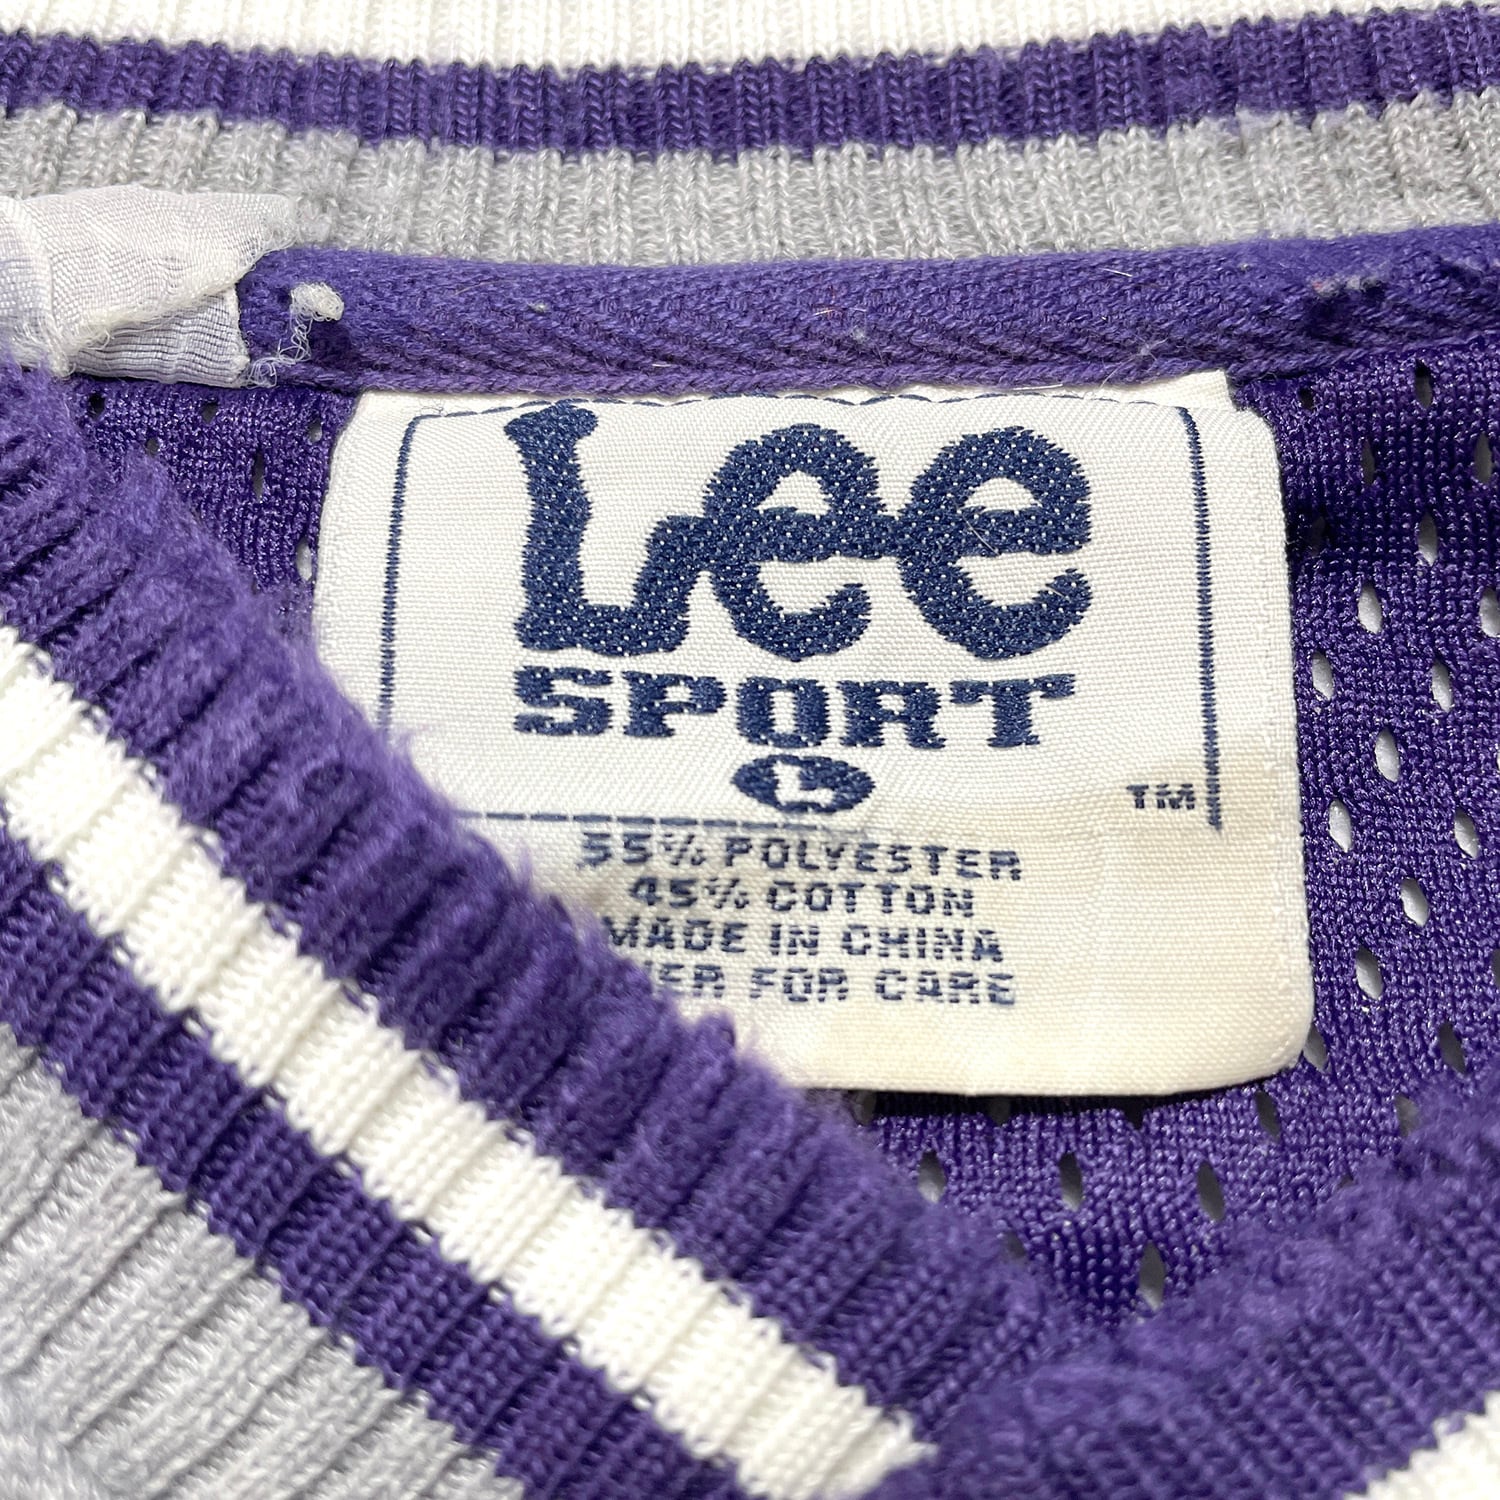 Lee
SPORT
L
TM
55% POLYESTER
45% COTTON
MADE IN CHINA
FOR CARE